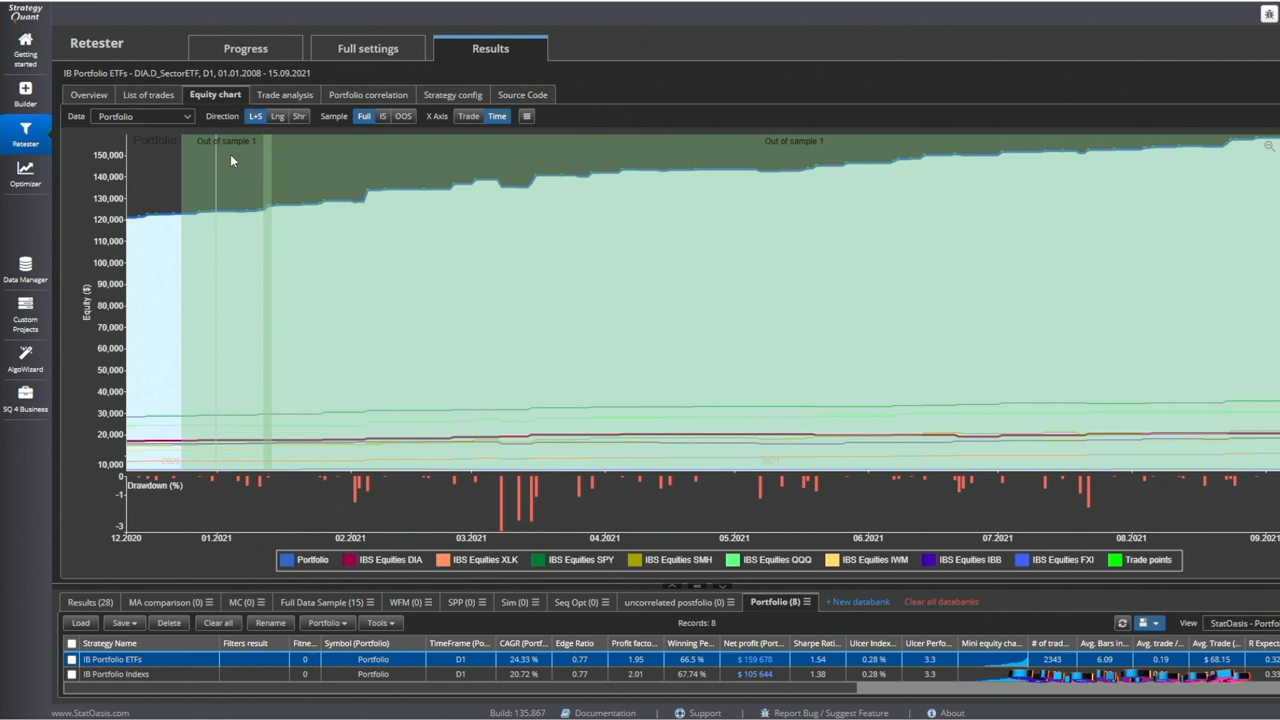 Strategy
Quant
Getting
started
Builder
Retester
Optimizer
Data Manager
Custom
Projects
AlgoWizard
SQ 4 Business
Retester
Progress
Full settings
Results
IB Portfolio ETFs - DIA.D_SectorETF, D1, 01.01.2008 - 15.09.2021
Overview
List of trades
Equity chart
Trade analysis
Portfolio correlation
Strategy config
Source Code
Data
Portfolio
Direction
L+S
Lng
Shr
Sample
Full
IS
OOS
X Axis
Trade
Time
Portfolio
Out of sample 1
Out of sample 1
150,000
140,000
130,000
120,000
110,000
100,000
90,000
80,000
70,000
60,000
50,000
40,000
30,000
20,000
10,000
Equity ($)
2020
2021
0
-1
-3
Drawdown (%)
12.2020
01.2021
02.2021
03.2021
04.2021
05.2021
06.2021
07.2021
08.2021
09.2021
Portfolio
IBS Equities DIA
IBS Equities XLK
IBS Equities SPY
IBS Equities SMH
IBS Equities QQQ
IBS Equities IWM
IBS Equities IBB
IBS Equities FXI
Trade points
Results (28)
MA comparison (0)
MC (0)
Full Data Sample (15)
WFM (0)
SPP (0)
Sim (0)
Seq Opt (0)
uncorrelated postfolio (0)
Portfolio (8)
+ New databank
Clear all databanks
Load
Save
Delete
Clear all
Rename
Portfolio
Tools
Records: 8
View
StatOasis - Portfo
Strategy Name
Filters result
Fitne...
Symbol (Portfolio)
TimeFrame (Po...
CAGR (Portf...
Edge Ratio
Profit facto...
Winning Pe...
Net profit (Port...
Sharpe Rati...
Ulcer Index...
Ulcer Perfo...
Mini equity cha...
# of trad...
Avg. Bars in...
Avg. trade /...
Avg. Trade (...
R Expect
IB Portfolio ETFs
0
Portfolio
D1
24.33 %
0.77
1.95
66.5 %
$ 159 678
1.54
0.28 %
3.3
2343
6.09
0.19
$ 68.15
0.32
IB Portfolio Indexs
0
Portfolio
D1
20.72 %
0.77
2.01
67.74 %
$ 105 644
1.38
0.28 %
3.3
0.33
www.StatOasis.com
Build: 135.867
Documentation
Support
Report Bug / Suggest Feature
About